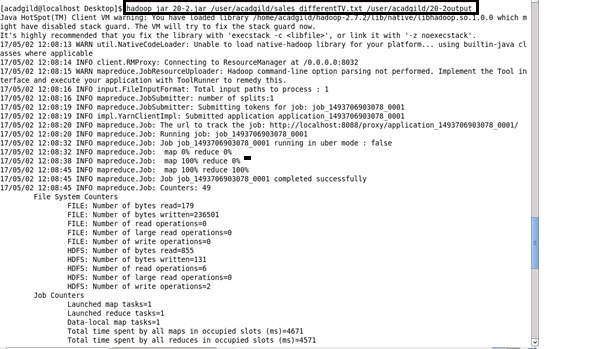 [acadgild@localhost Desktop]$ hadoop jar 20-2.jar /user/acadgild/sales differentTV.txt /user/acadgild/20-2output
Java HotSpot(TM) Client VM warning: You have loaded library /home/acadgild/hadoop-2.7.2/lib/native/libhadoop.so.1.0.0 which m
ight have disabled stack guard. The VM will try to fix the stack guard now.
It's highly recommended that you fix the library with 'execstack -c <libfile>', or link it with '-z noexecstack'.
17/05/02 12:08:13 WARN util.NativeCodeLoader: Unable to load native-hadoop library for your platform... using builtin-java cl
asses where applicable
17/05/02 12:08:14 INFO client.RMProxy: Connecting to ResourceManager at /0.0.0.0:8032
17/05/02 12:08:15 WARN mapreduce.JobResourceUploader: Hadoop command-line option parsing not performed. Implement the Tool in
terface and execute your application with ToolRunner to remedy this.
17/05/02 12:08:16 INFO input.FileInputFormat: Total input paths to process : 1
17/05/02 12:08:16 INFO mapreduce.JobSubmitter: number of splits:1
17/05/02 12:08:19 INFO mapreduce.JobSubmitter: Submitting tokens for job: job_1493706903078_0001
17/05/02 12:08:19 INFO impl.YarnClientImpl: Submitted application application_1493706903078_0001
17/05/02 12:08:20 INFO mapreduce.Job: The url to track the job: http://localhost:8088/proxy/application_1493706903078_0001/
17/05/02 12:08:20 INFO mapreduce.Job: Running job: job_1493706903078_0001
17/05/02 12:08:32 INFO mapreduce.Job: Job job_1493706903078_0001 running in uber mode : false
17/05/02 12:08:32 INFO mapreduce.Job:  map 0% reduce 0%
17/05/02 12:08:38 INFO mapreduce.Job:  map 100% reduce 0%
17/05/02 12:08:45 INFO mapreduce.Job:  map 100% reduce 100%
17/05/02 12:08:45 INFO mapreduce.Job: Job job_1493706903078_0001 completed successfully
17/05/02 12:08:45 INFO mapreduce.Job: Counters: 49
File System Counters
FILE: Number of bytes read=179
FILE: Number of bytes written=236501
FILE: Number of read operations=0
FILE: Number of large read operations=0
FILE: Number of write operations=0
HDFS: Number of bytes read=855
HDFS: Number of bytes written=131
HDFS: Number of read operations=6
HDFS: Number of large read operations=0
HDFS: Number of write operations=2
Job Counters
Launched map tasks=1
Launched reduce tasks=1
Data-local map tasks=1
Total time spent by all maps in occupied slots (ms)=4671
Total time spent by all reduces in occupied slots (ms)=4571